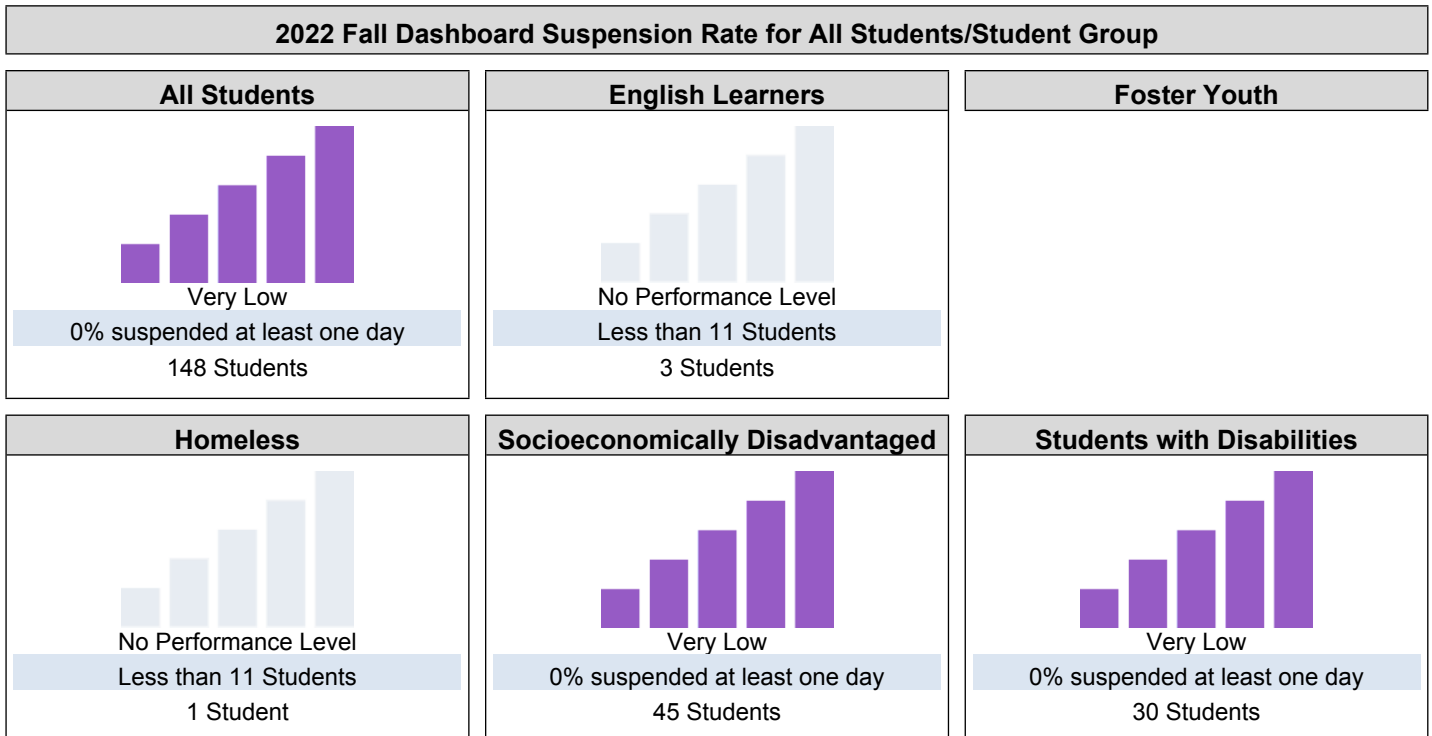 2022 Fall Dashboard Suspension Rate for All Students/Student Group
All Students
Very Low
0% suspended at least one day
148 Students
English Learners
No Performance Level
Less than 11 Students
3 Students
Foster Youth
Homeless
No Performance Level
Less than 11 Students
1 Student
Socioeconomically Disadvantaged
Very Low
0% suspended at least one day
45 Students
Students with Disabilities
Very Low
0% suspended at least one day
30 Students